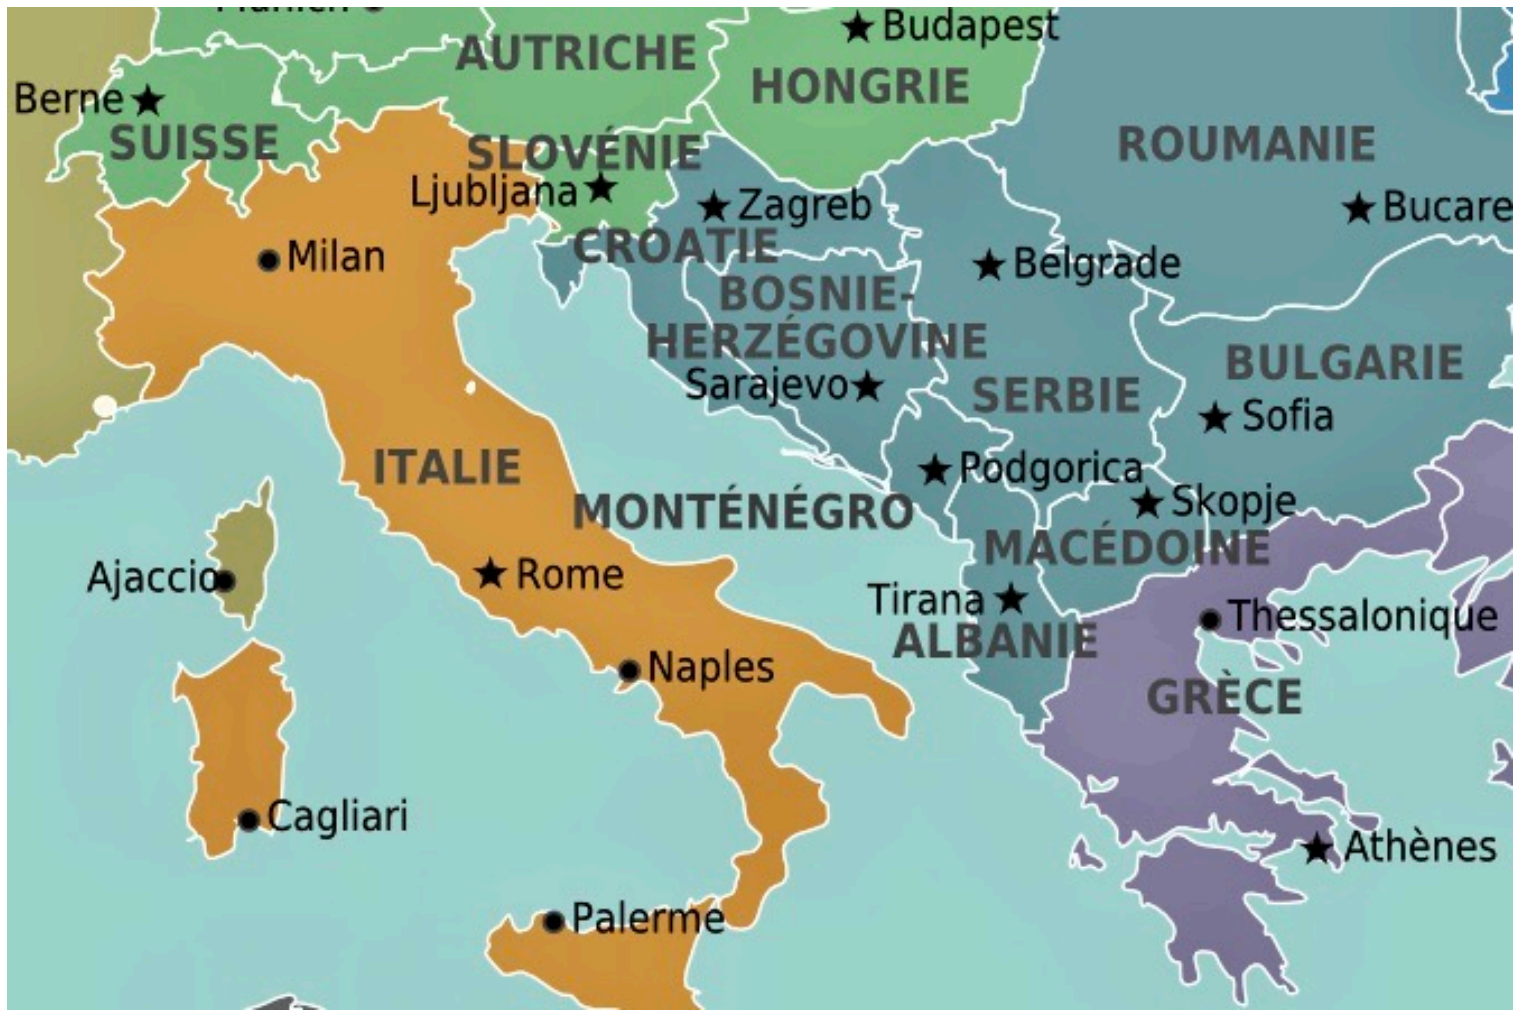 Budapest
AUTRICHE
HONGRIE
Berne
SUISSE
SLOVÉNIE
ROUMANIE
Ljubljana
Zagreb
Bucare
CROATIE
Milan
Belgrade
BOSNIE-
HERZÉGOVINE
BULGARIE
Sarajevo
SERBIE
Sofia
ITALIE
Podgorica
MONTÉNÉGRO
Skopje
MACÉDOINE
Ajaccio
Rome
Tirana
Thessalonique
ALBANIE
Naples
GRÈCE
Cagliari
Athènes
Palerme